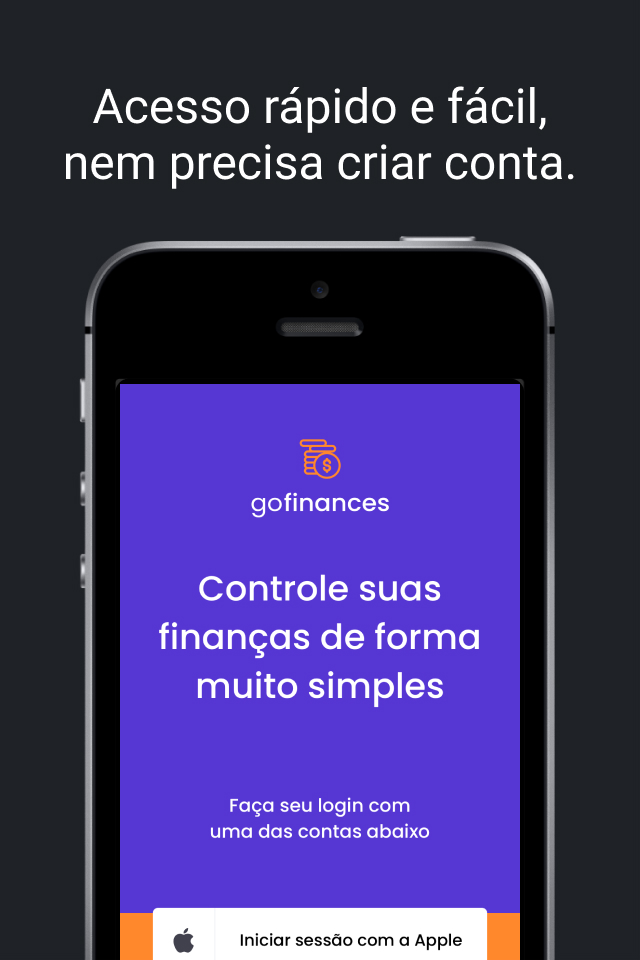 Acesso rápido e fácil,
nem precisa criar conta.
gofinances
Controle suas
finanças de forma
muito simples
Faça seu login com
uma das contas abaixo
Iniciar sessão com a Apple